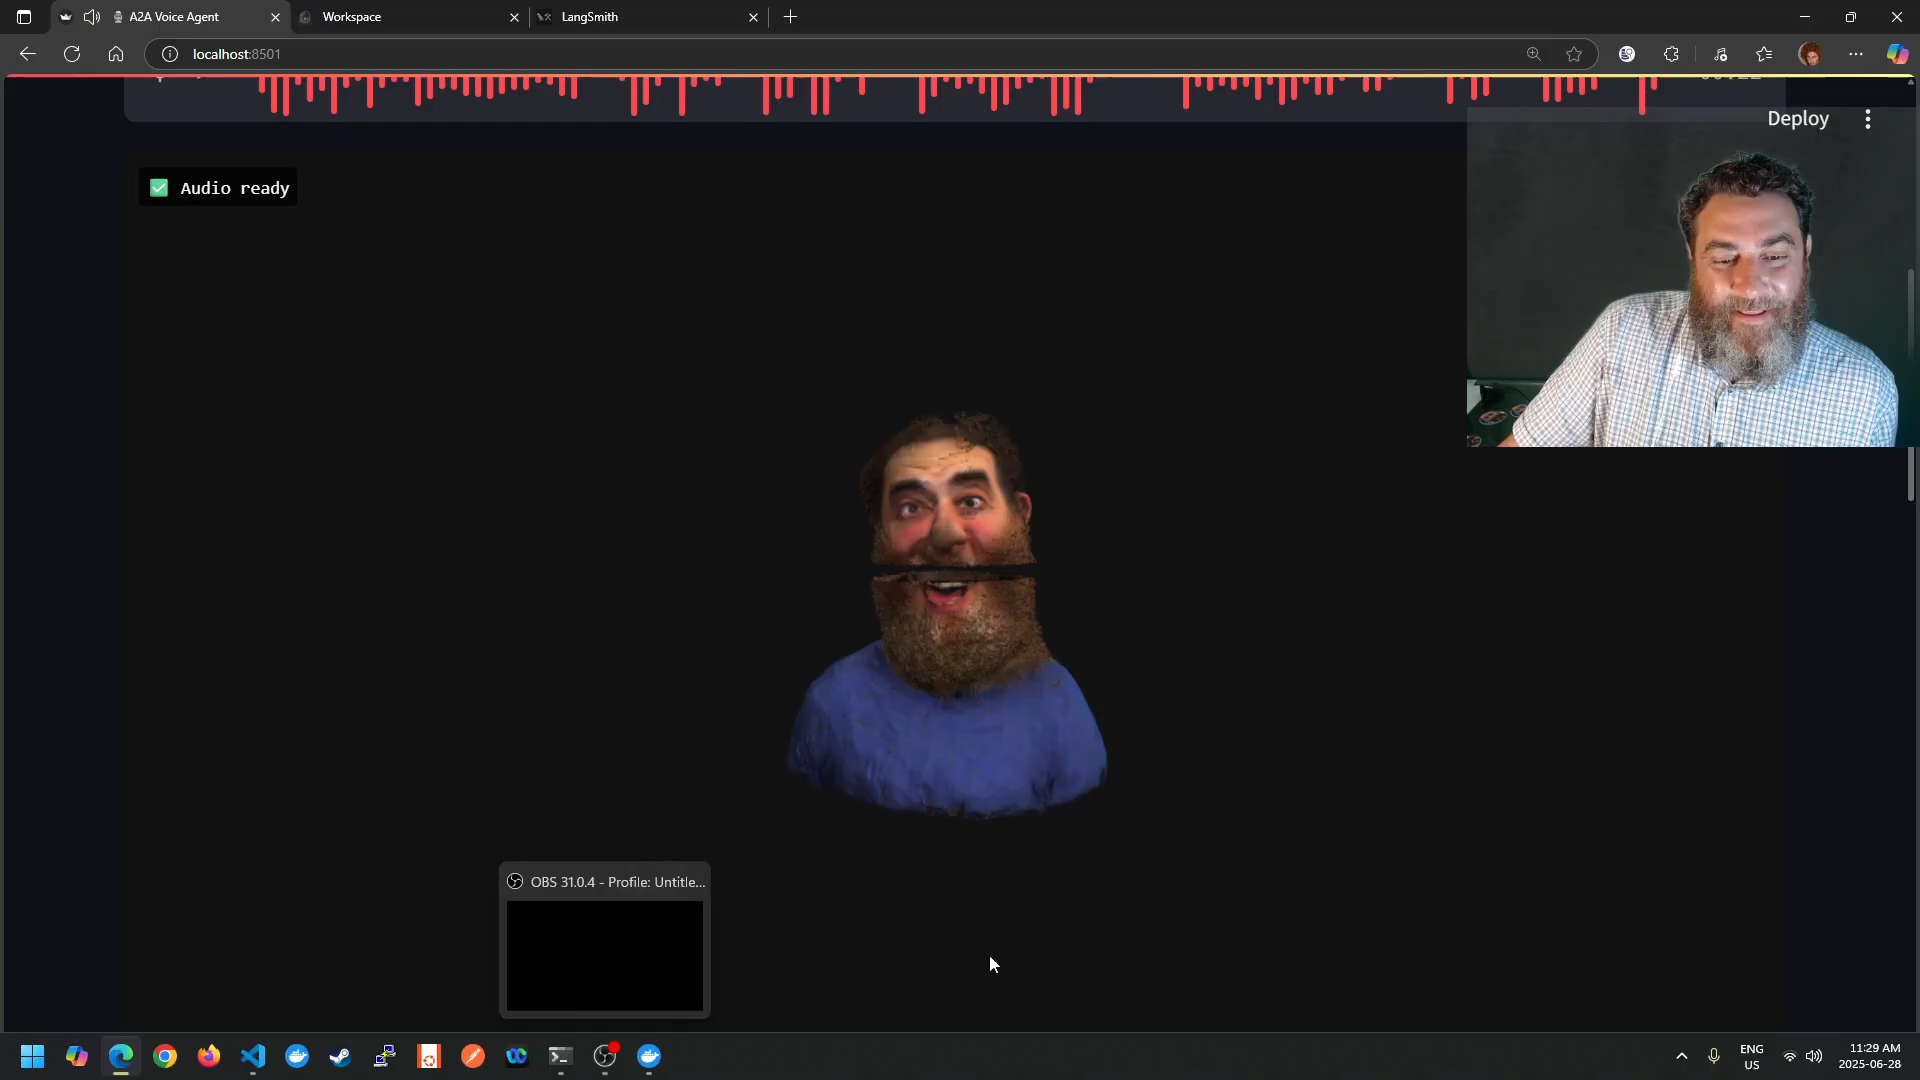 A2A Voice Agent
Workspace
LangSmith
localhost:8501
Deploy
Audio ready
OBS 31.0.4 - Profile: Untitle...
ENG
US
11:29 AM
2025-06-28